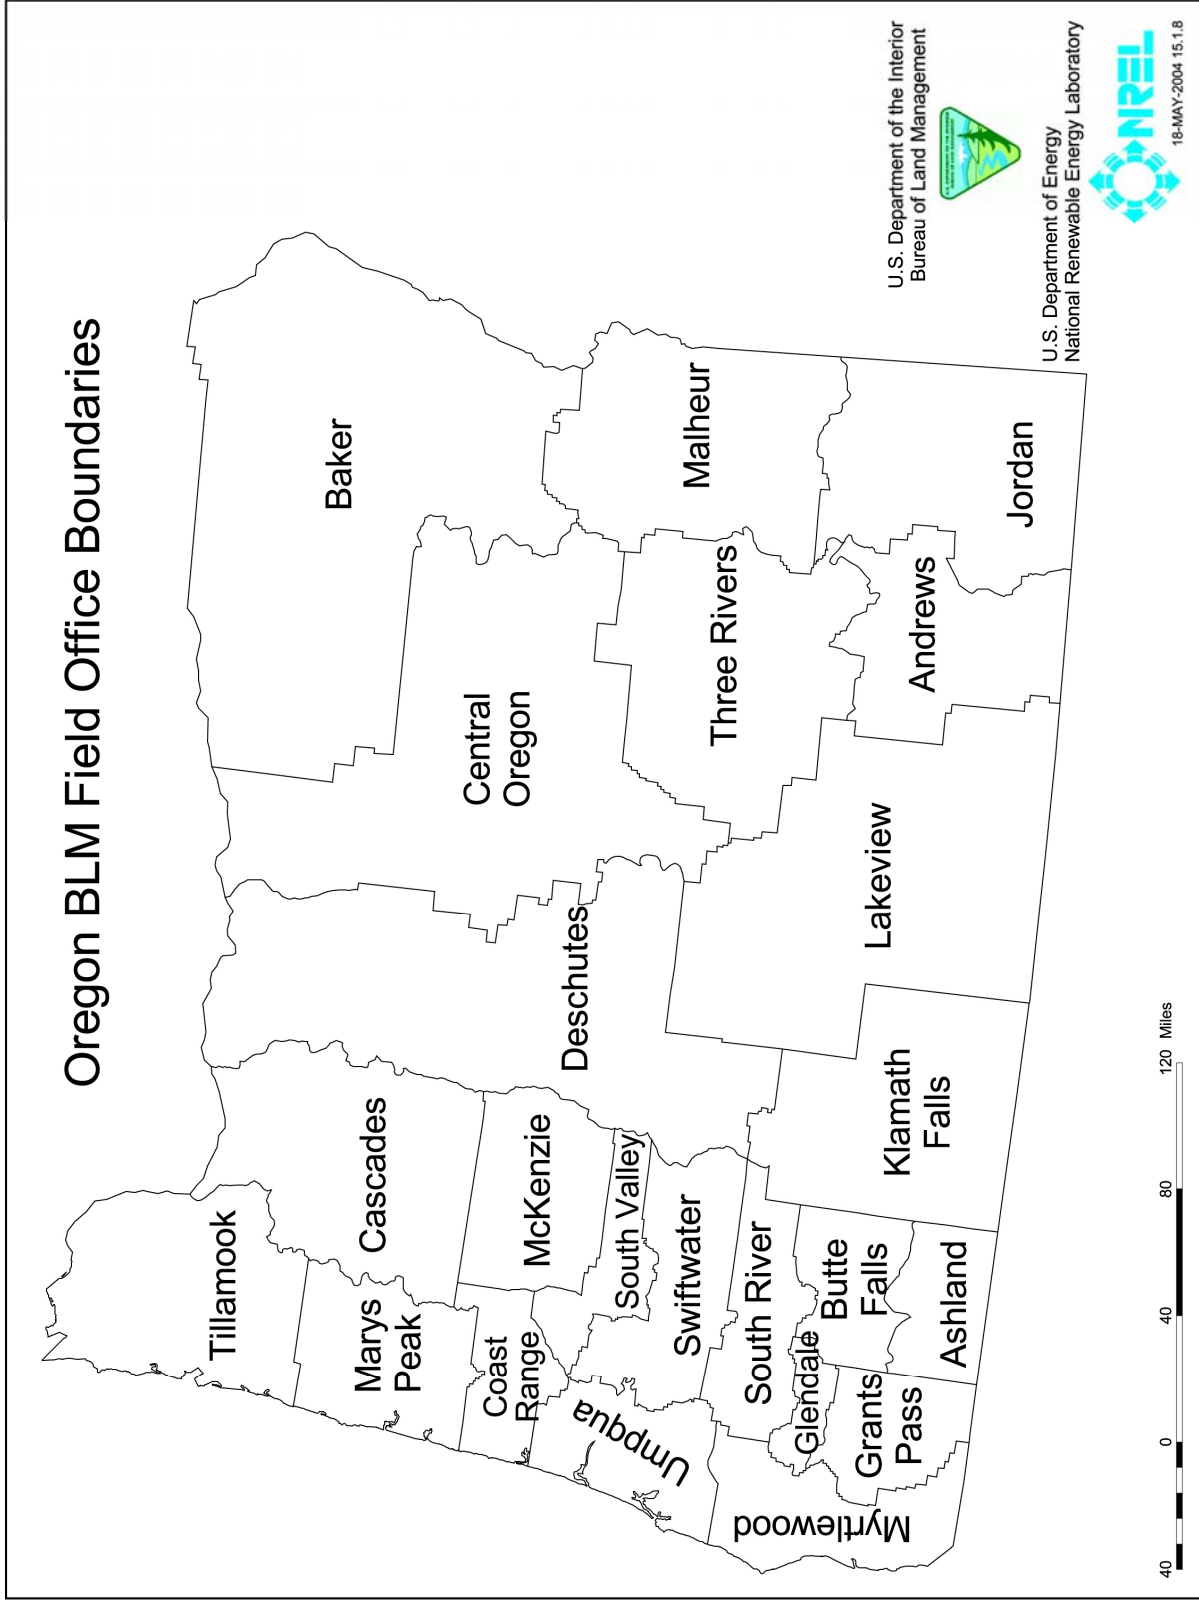 Oregon BLM Field Office Boundaries
Tillamook
Cascades
Marys
Peak
McKenzie
Coast
Range
South Valley
Umpqua
Swiftwater
South River
Myrtlewood
Glendale
Butte
Falls
Grants
Pass
Ashland
Klamath
Falls
Deschutes
Lakeview
Central
Oregon
Baker
Three Rivers
Andrews
Malheur
Jordan
40 0 40 80 120 Miles
U.S. Department of the Interior
Bureau of Land Management
U.S. Department of Energy
National Renewable Energy Laboratory
NREL
18-MAY-2004 15.1.8